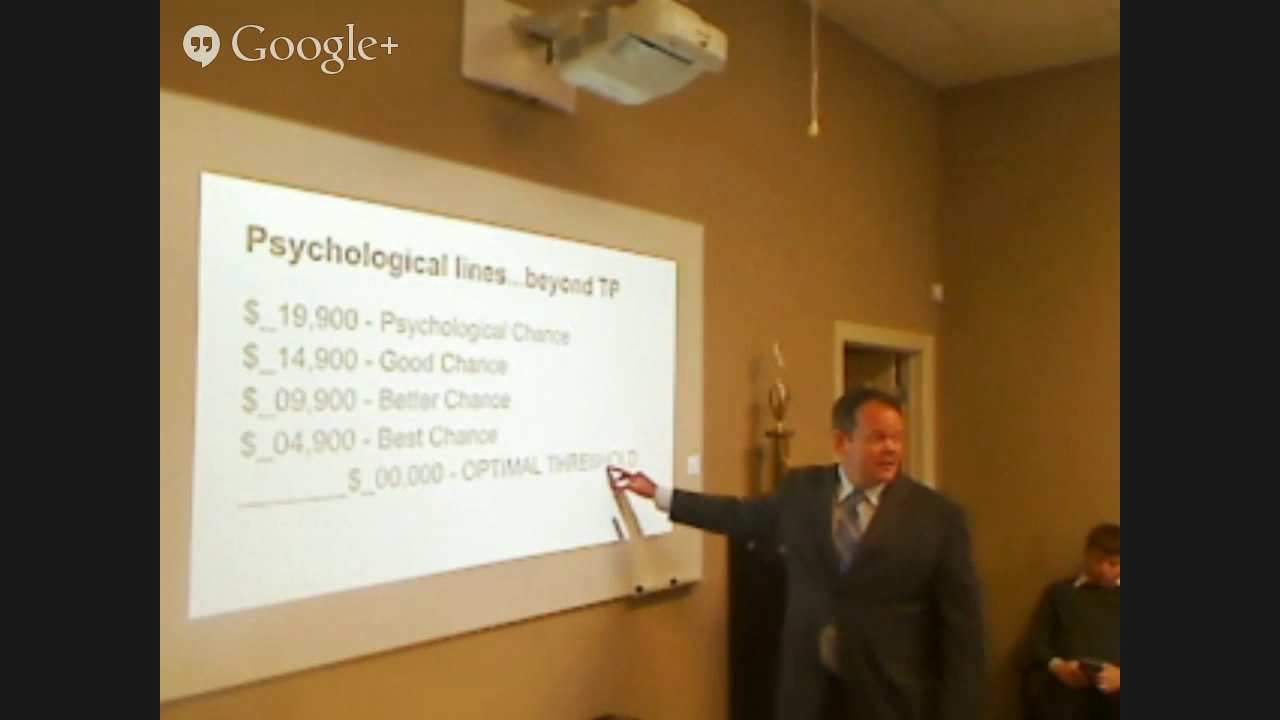 Google+
Psychological lines...beyond TP
$_19,900 - Psychological Chance
$_14,900 - Good Chance
$_09,900 - Better Chance
$_04,900 - Best Chance
_______$_00,000 - OPTIMAL THRESHOLD